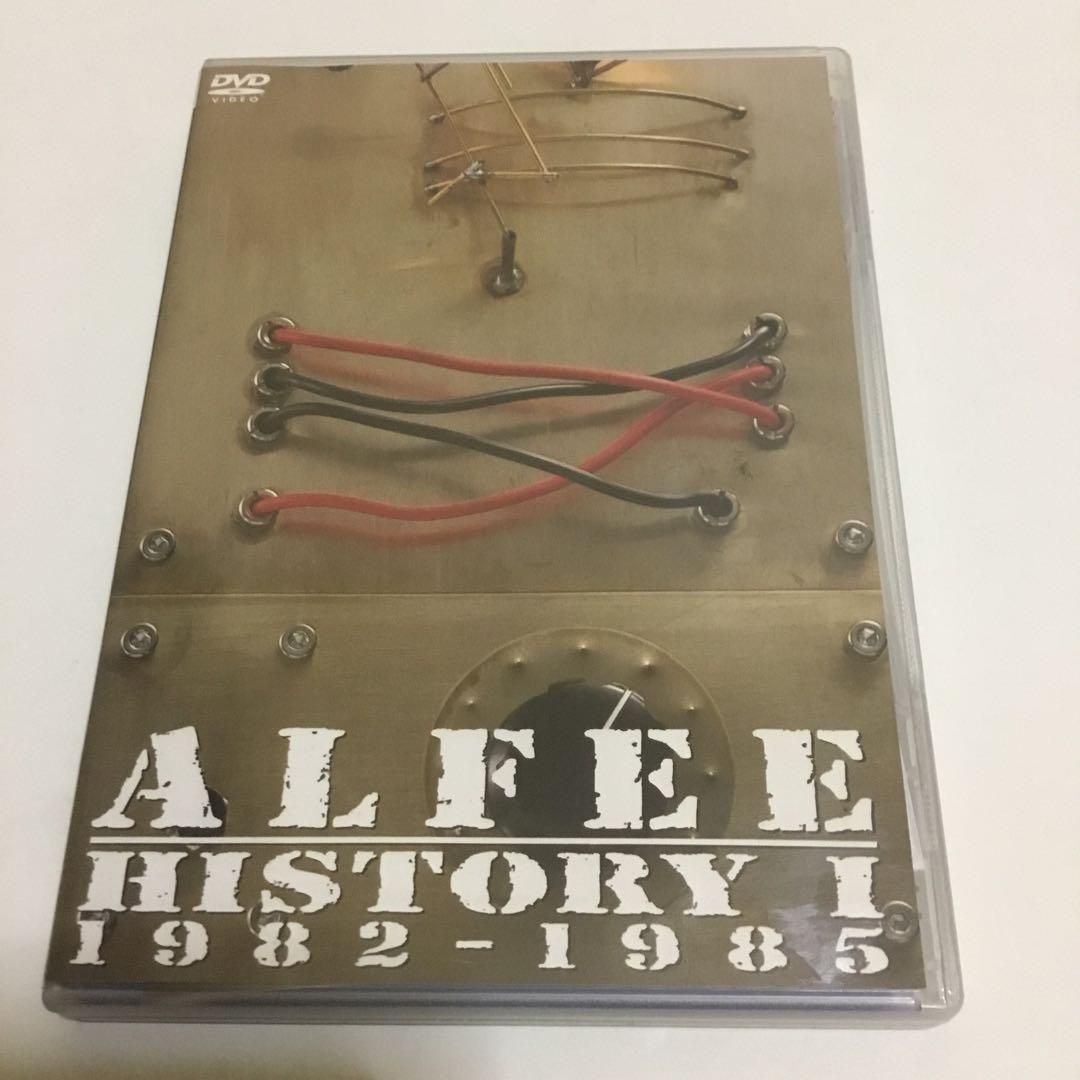 DVD
VIDEO
ALFEE
HISTORY I
1982-1985